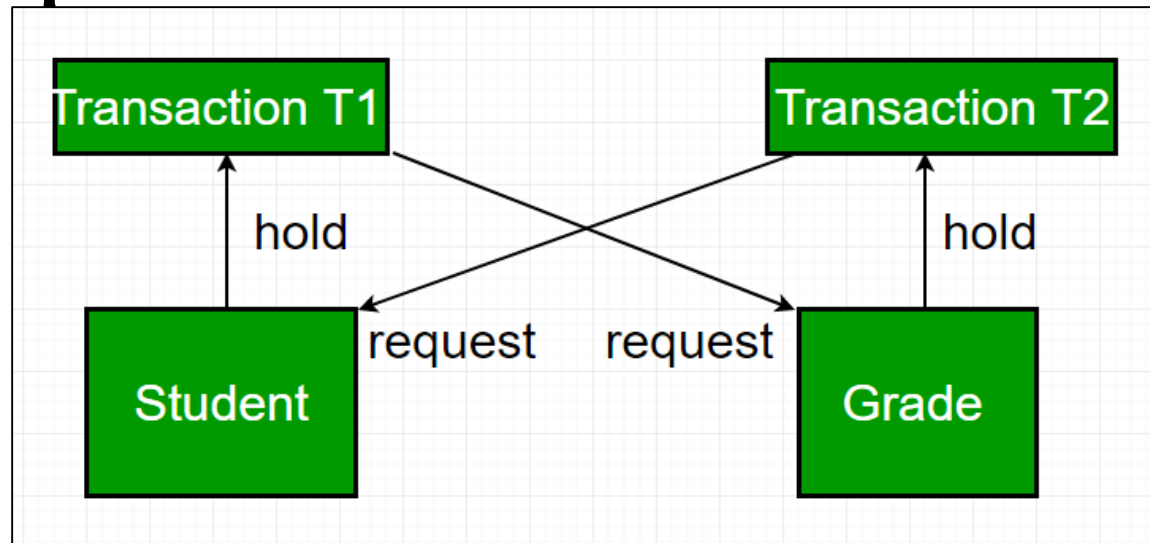 Transaction T1
Transaction T2
hold
hold
request
request
Student
Grade